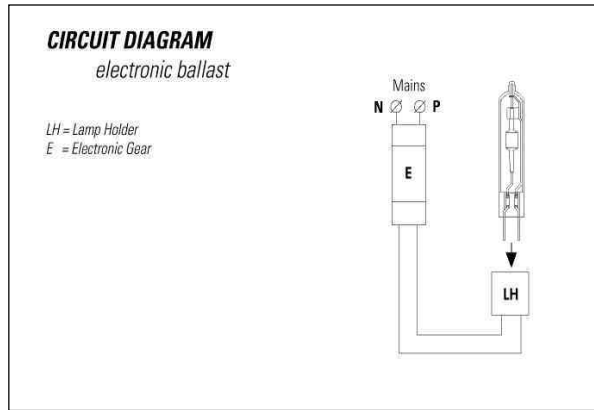 CIRCUIT DIAGRAM
electronic ballast
LH = Lamp Holder
E = Electronic Gear
Mains
N P
E
LH